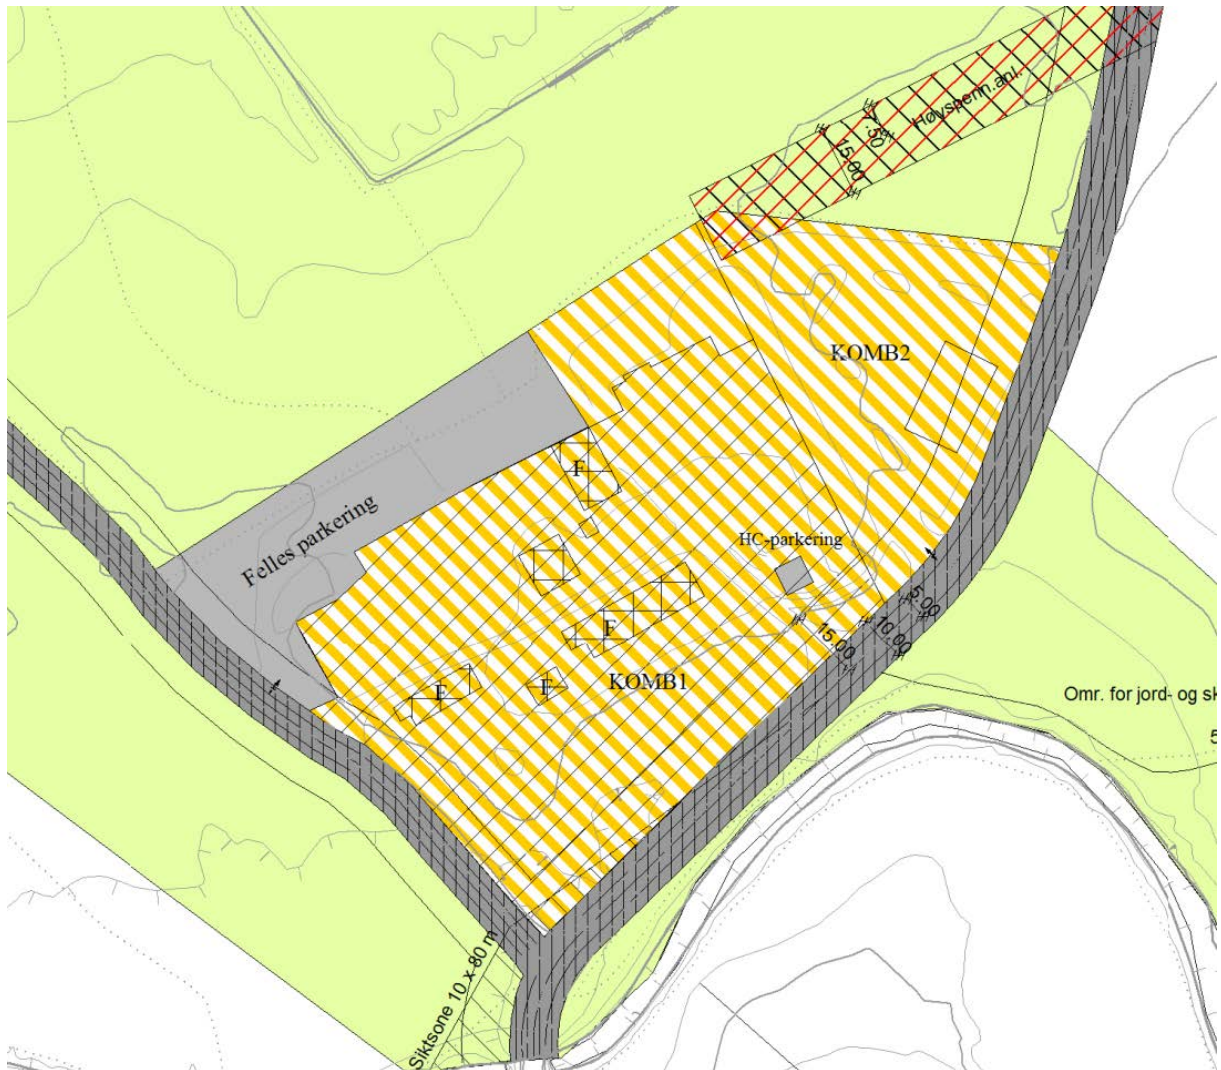 Høyspenn.anl.
7.50
15.00
KOMB2
F
Felles parkering
HC-parkering
F
5.00
10.00
15.00
F
F
KOMB1
Omr. for jord- og sk
5
Siktsone 10 x 80 m